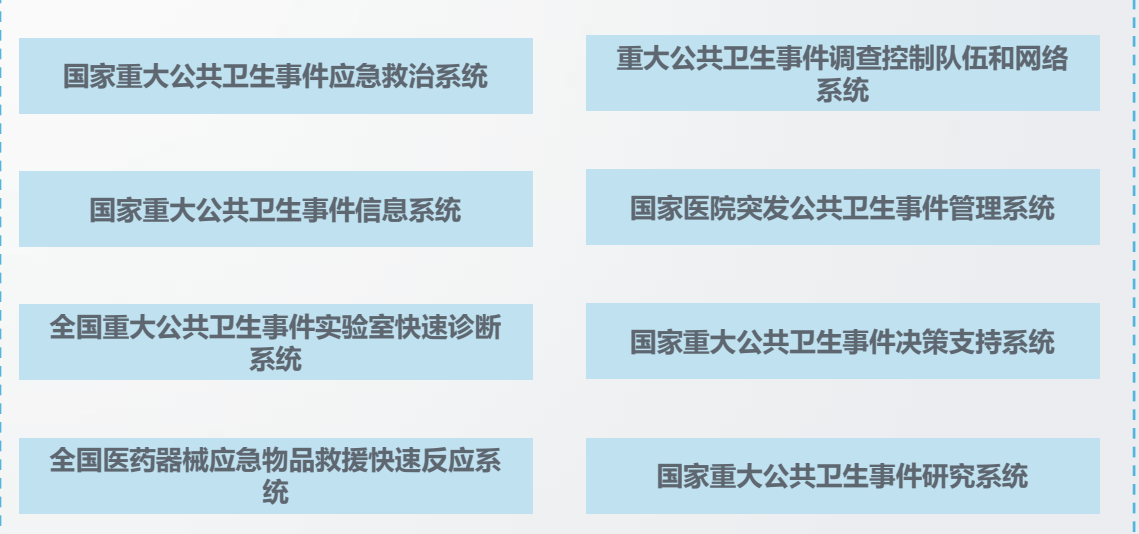 国家重大公共卫生事件应急救治系统
重大公共卫生事件调查控制队伍和网络
系统
国家重大公共卫生事件信息系统
国家医院突发公共卫生事件管理系统
全国重大公共卫生事件实验室快速诊断
系统
国家重大公共卫生事件决策支持系统
全国医药器械应急物品救援快速反应系
统
国家重大公共卫生事件研究系统